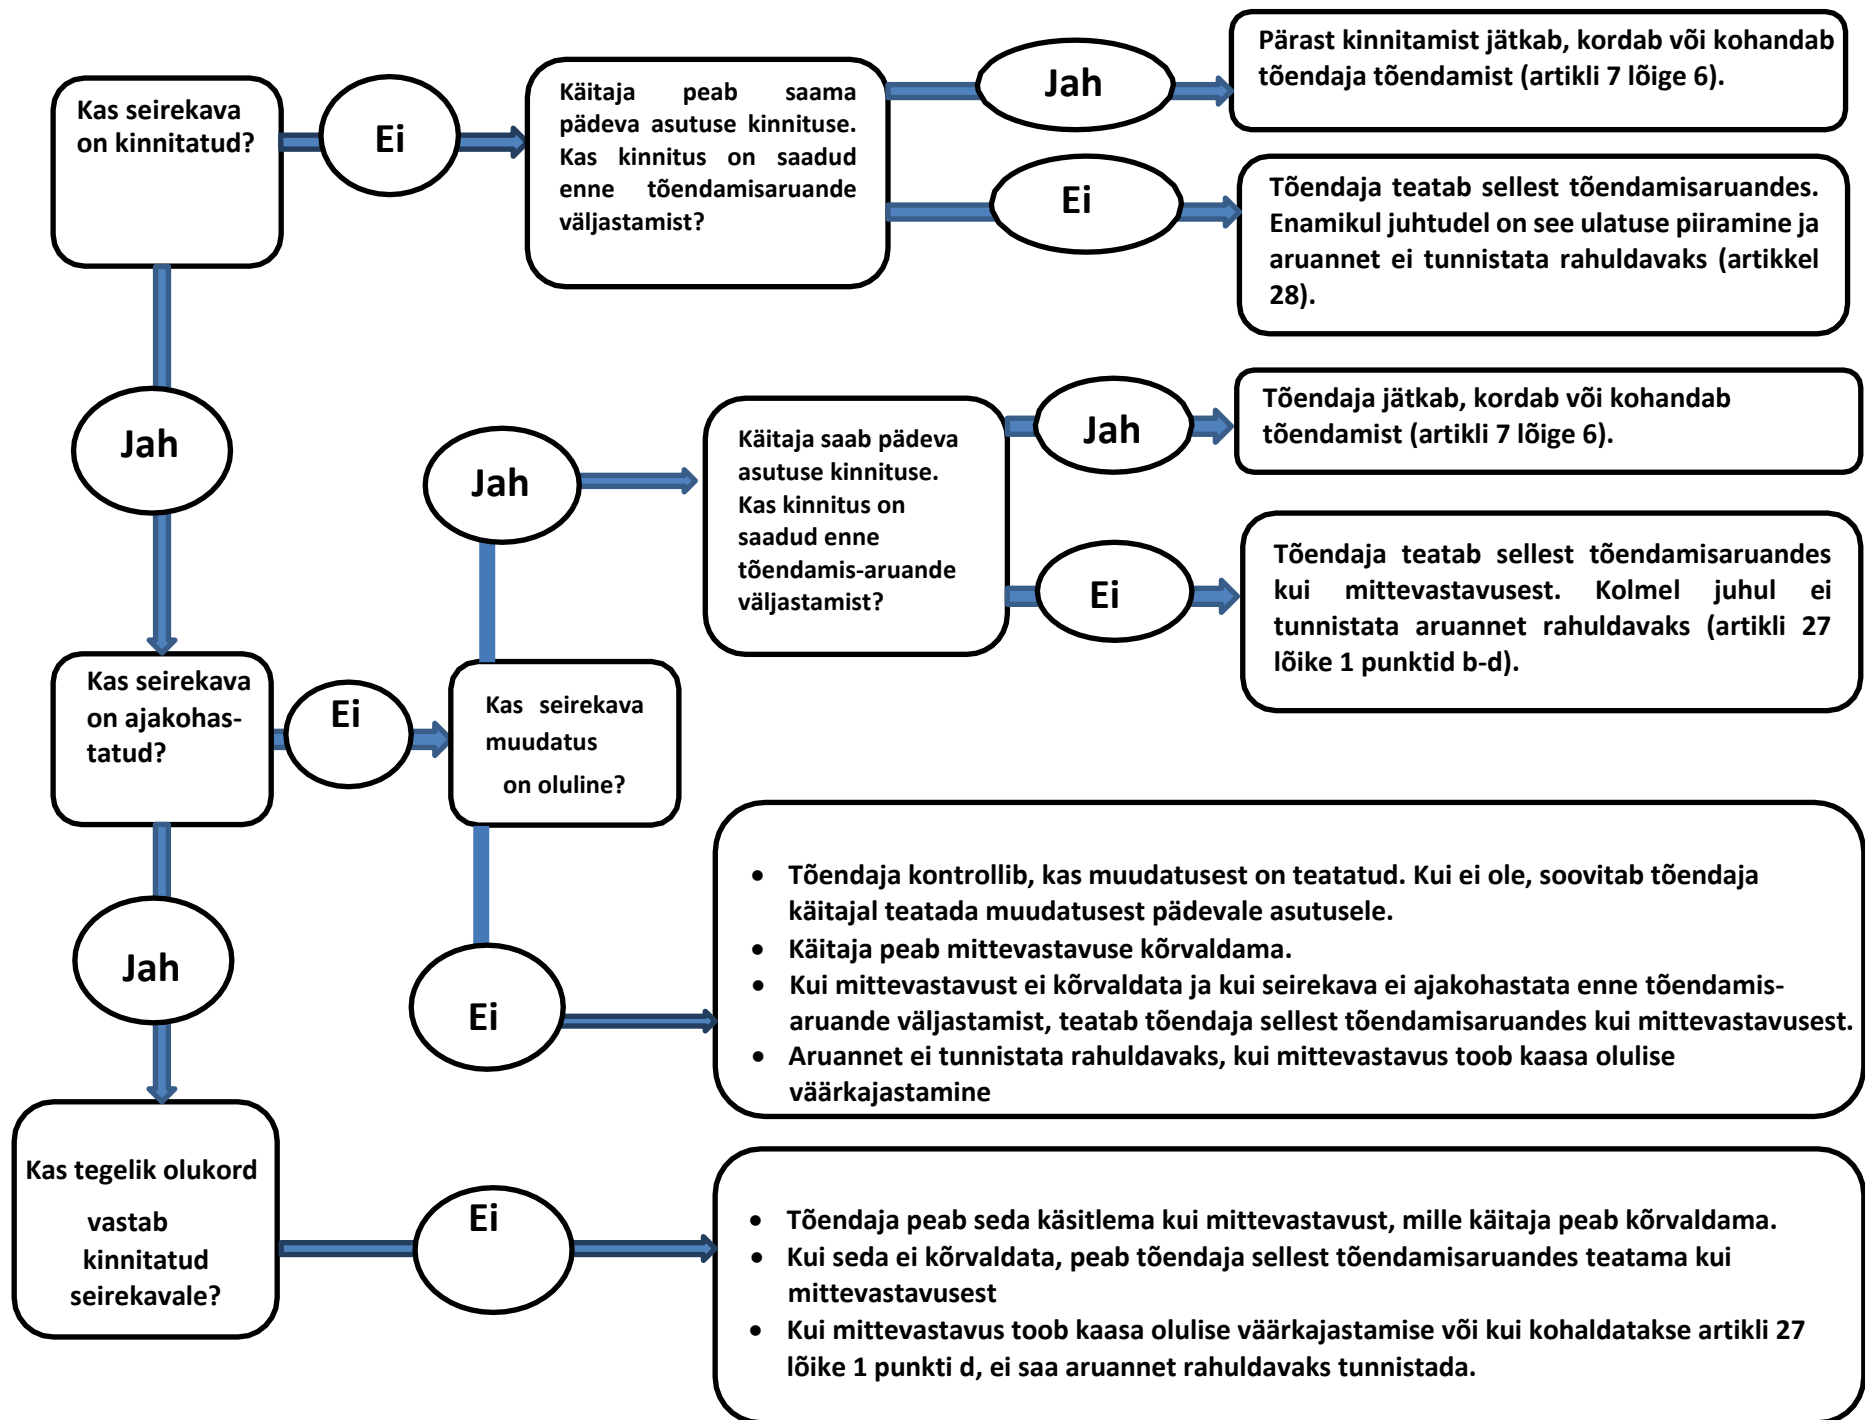 Kas seirekava
on kinnitatud?
Ei
Käitaja peab saama
pädeva asutuse kinnituse.
Kas kinnitus on saadud
enne tõendamisaruande
väljastamist?
Jah
Pärast kinnitamist jätkab, kordab või kohandab
tõendaja tõendamist (artikli 7 lõige 6).
Ei
Tõendaja teatab sellest tõendamisaruandes.
Enamikul juhtudel on see ulatuse piiramine ja
aruannet ei tunnistata rahuldavaks (artikkel
28).
Jah
Kas seirekava
on ajakohas-
tatud?
Ei
Kas seirekava
muudatus
on oluline?
Jah
Käitaja saab pädeva
asutuse kinnituse.
Kas kinnitus on
saadud enne
tõendamis-aruande
väljastamist?
Jah
Tõendaja jätkab, kordab või kohandab
tõendamist (artikli 7 lõige 6).
Ei
Tõendaja teatab sellest tõendamisaruandes
kui mittevastavusest. Kolmel juhul ei
tunnistata aruannet rahuldavaks (artikli 27
lõike 1 punktid b-d).
Ei
• Tõendaja kontrollib, kas muudatusest on teatatud. Kui ei ole, soovitab tõendaja
käitajal teatada muudatusest pädevale asutusele.
• Käitaja peab mittevastavuse kõrvaldama.
• Kui mittevastavust ei kõrvaldata ja kui seirekava ei ajakohastata enne tõendamis-
aruande väljastamist, teatab tõendaja sellest tõendamisaruandes kui mittevastavusest.
• Aruannet ei tunnistata rahuldavaks, kui mittevastavus toob kaasa olulise
väärkajastamine
Jah
Kas tegelik olukord
vastab
kinnitatud
seirekavale?
Ei
• Tõendaja peab seda käsitlema kui mittevastavust, mille käitaja peab kõrvaldama.
• Kui seda ei kõrvaldata, peab tõendaja sellest tõendamisaruandes teatama kui
mittevastavusest
• Kui mittevastavus toob kaasa olulise väärkajastamise või kui kohaldatakse artikli 27
lõike 1 punkti d, ei saa aruannet rahuldavaks tunnistada.